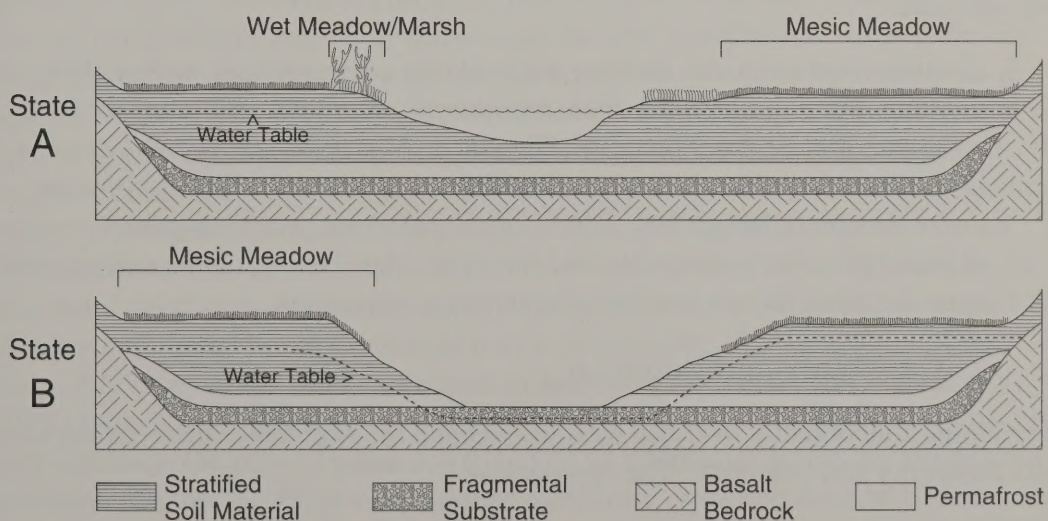 Wet Meadow/Marsh
Mesic Meadow
State
A
Water Table
Mesic Meadow
State
B
Water Table >
Stratified
Soil Material
Fragmental
Substrate
Basalt
Bedrock
Permafrost